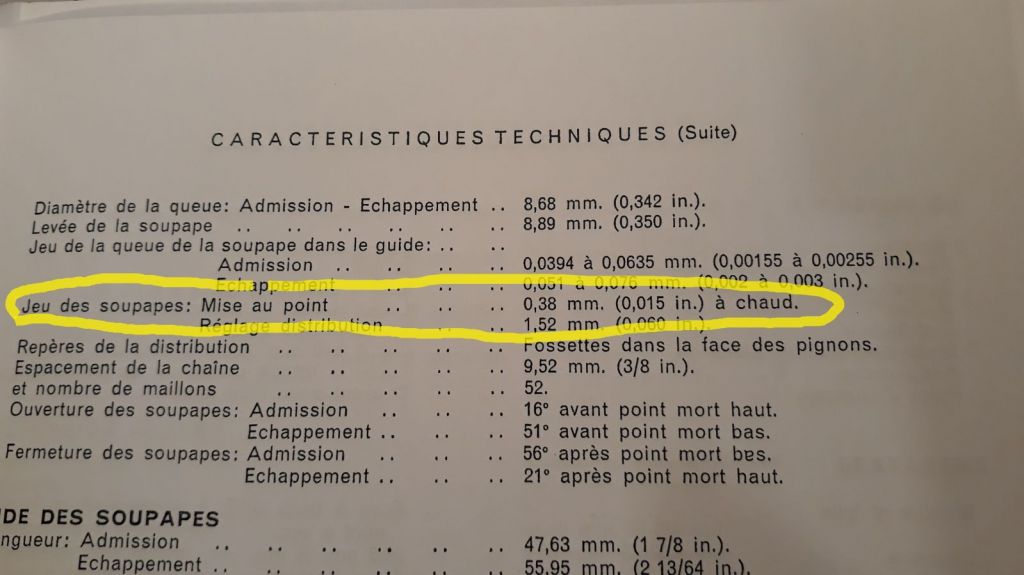 CARACTERISTIQUES TECHNIQUES (Suite)
Diamètre de la queue: Admission - Echappement .. 8,68 mm. (0,342 in.).
Levée de la soupape .. .. .. .. .. .. 8,89 mm. (0,350 in.).
Jeu de la queue de la soupape dans le guide: .. ..
Admission .. .. .. .. 0,0394 à 0,0635 mm. (0,00155 à 0,00255 in.).
Echappement .. .. .. 0,051 à 0,076 mm. (0,002 à 0,003 in.).
Jeu des soupapes: Mise au point .. .. .. 0,38 mm. (0,015 in.) à chaud.
Réglage distribution .. .. 1,52 mm. (0,060 in.).
Repères de la distribution .. .. .. .. .. Fossettes dans la face des pignons.
Espacement de la chaîne .. .. .. .. .. 9,52 mm. (3/8 in.).
et nombre de maillons .. .. .. .. .. 52.
Ouverture des soupapes: Admission .. .. .. 16° avant point mort haut.
Echappement .. .. .. 51° avant point mort bas.
Fermeture des soupapes: Admission .. .. .. 56° après point mort bas.
Echappement .. .. .. 21° après point mort haut.
DE DES SOUPAPES
ngueur: Admission .. .. .. .. .. .. 47,63 mm. (1 7/8 in.).
Echappement .. .. .. .. .. .. 55,95 mm. (2 13/64 in.).